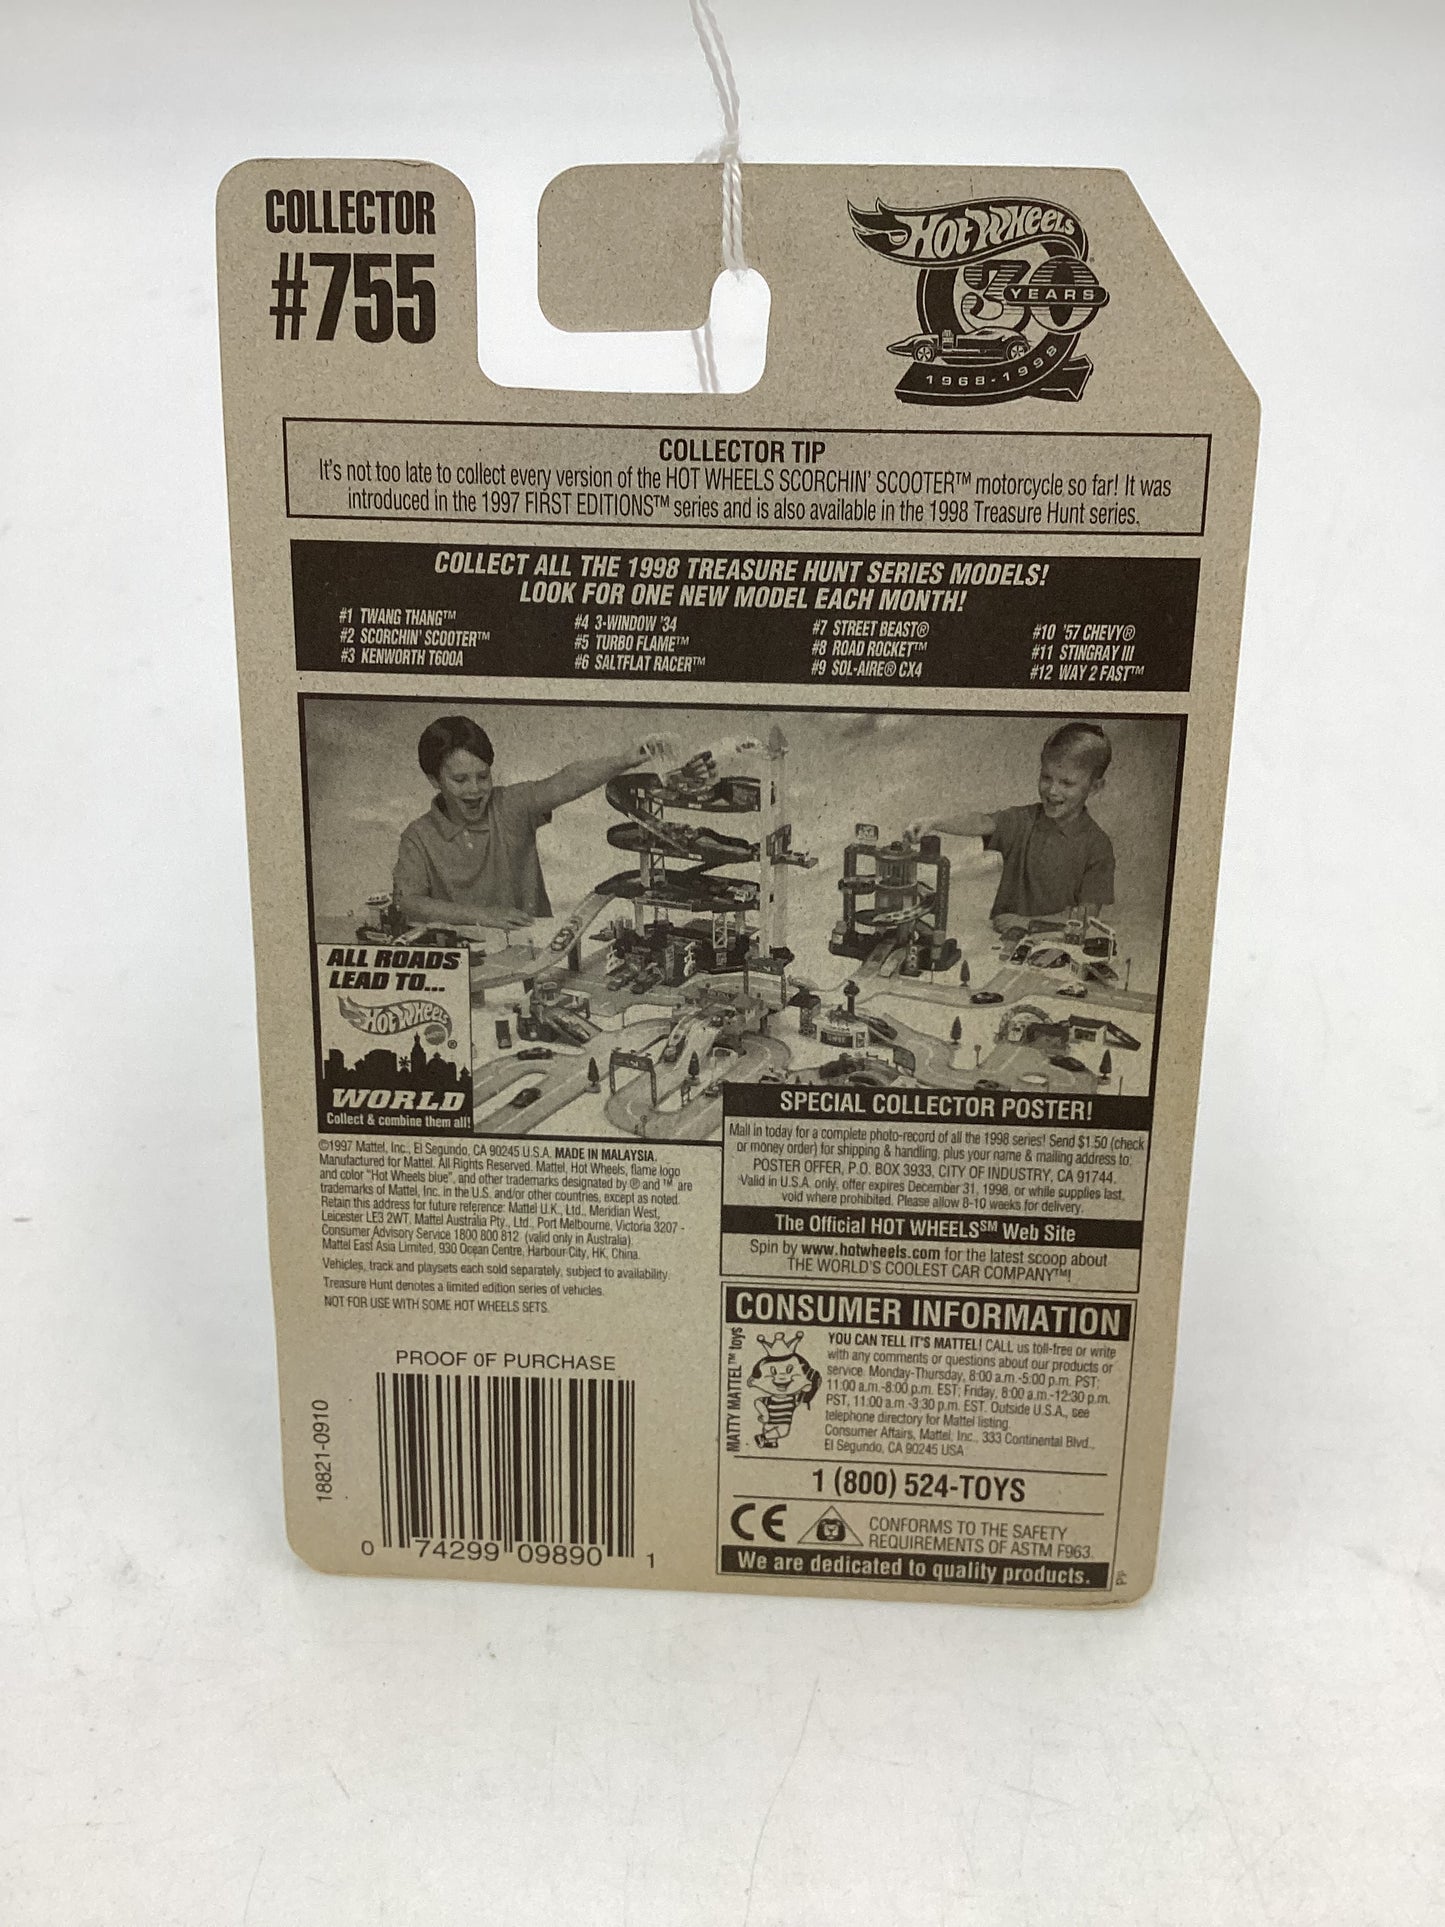 COLLECTOR
#755
HOT WHEELS
30
YEARS
1968-1998
COLLECTOR TIP
It's not too late to collect every version of the HOT WHEELS SCORCHIN' SCOOTER™ motorcycle so far! It was
introduced in the 1997 FIRST EDITIONS™ series and is also available in the 1998 Treasure Hunt series.
COLLECT ALL THE 1998 TREASURE HUNT SERIES MODELS!
LOOK FOR ONE NEW MODEL EACH MONTH!
#1 TWANG THANG™
#2 SCORCHIN' SCOOTER™
#3 KENWORTH T600A
#4 3-WINDOW '34
#5 TURBO FLAME™
#6 SALTFLAT RACER™
#7 STREET BEAST®
#8 ROAD ROCKET™
#9 SOL-AIRE® CX4
#10 '57 CHEVY®
#11 STINGRAY III
#12 WAY 2 FAST™
ALL ROADS
LEAD TO...
HOT WHEELS®
WORLD
Collect & combine them all!
©1997 Mattel, Inc., El Segundo, CA 90245 U.S.A. MADE IN MALAYSIA.
Manufactured for Mattel. All Rights Reserved. Mattel, Hot Wheels, flame logo
and color "Hot Wheels blue", and other trademarks designated by ® and ™ are
trademarks of Mattel, Inc. in the U.S. and/or other countries, except as noted.
Retain this address for future reference: Mattel U.K., Ltd., Meridian West,
Leicester LE3 2WT, Mattel Australia Pty., Ltd., Port Melbourne, Victoria 3207 -
Consumer Advisory Service 1800 800 812 (valid only in Australia).
Mattel East Asia Limited, 930 Ocean Centre, Harbour City, HK, China.
Vehicles, track and playsets each sold separately, subject to availability.
Treasure Hunt denotes a limited edition series of vehicles.
NOT FOR USE WITH SOME HOT WHEELS SETS.
SPECIAL COLLECTOR POSTER!
Mail in today for a complete photo-record of all the 1998 series! Send $1.50 (check
or money order) for shipping & handling, plus your name & mailing address to:
POSTER OFFER, P.O. BOX 3933, CITY OF INDUSTRY, CA 91744.
Valid in U.S.A. only, offer expires December 31, 1998, or while supplies last,
void where prohibited. Please allow 8-10 weeks for delivery.
The Official HOT WHEELS℠ Web Site
Spin by www.hotwheels.com for the latest scoop about
THE WORLD'S COOLEST CAR COMPANY™!
CONSUMER INFORMATION
MATTY MATTEL™ toys
YOU CAN TELL IT'S MATTEL! CALL us toll-free or write
with any comments or questions about our products or
service. Monday-Thursday, 8:00 a.m.-5:00 p.m. PST;
11:00 a.m.-8:00 p.m. EST; Friday, 8:00 a.m.-12:30 p.m.
PST, 11:00 a.m.-3:30 p.m. EST. Outside U.S.A., see
telephone directory for Mattel listing.
Consumer Affairs, Mattel, Inc., 333 Continental Blvd.,
El Segundo, CA 90245 USA
1 (800) 524-TOYS
CE
CONFORMS TO THE SAFETY
REQUIREMENTS OF ASTM F963.
We are dedicated to quality products.
PROOF OF PURCHASE
18821-0910
0 74299 09890 1